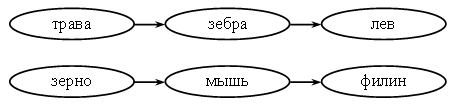 трава зебра лев
зерно мышь филин